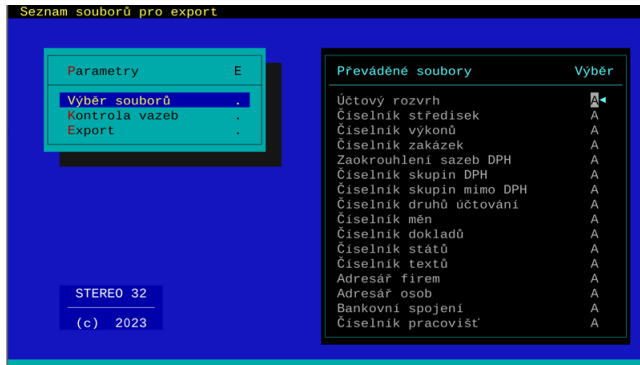 Seznam souborů pro export
Parametry E
Výběr souborů .
Kontrola vazeb .
Export .
STEREO 32
(c) 2023
Převáděné soubory Výběr
Účtový rozvrh A
Číselník středisek A
Číselník výkonů A
Číselník zakázek A
Zaokrouhlení sazeb DPH A
Číselník skupin DPH A
Číselník skupin mimo DPH A
Číselník druhů účtování A
Číselník měn A
Číselník dokladů A
Číselník států A
Číselník textů A
Adresář firem A
Adresář osob A
Bankovní spojení A
Číselník pracovišť A